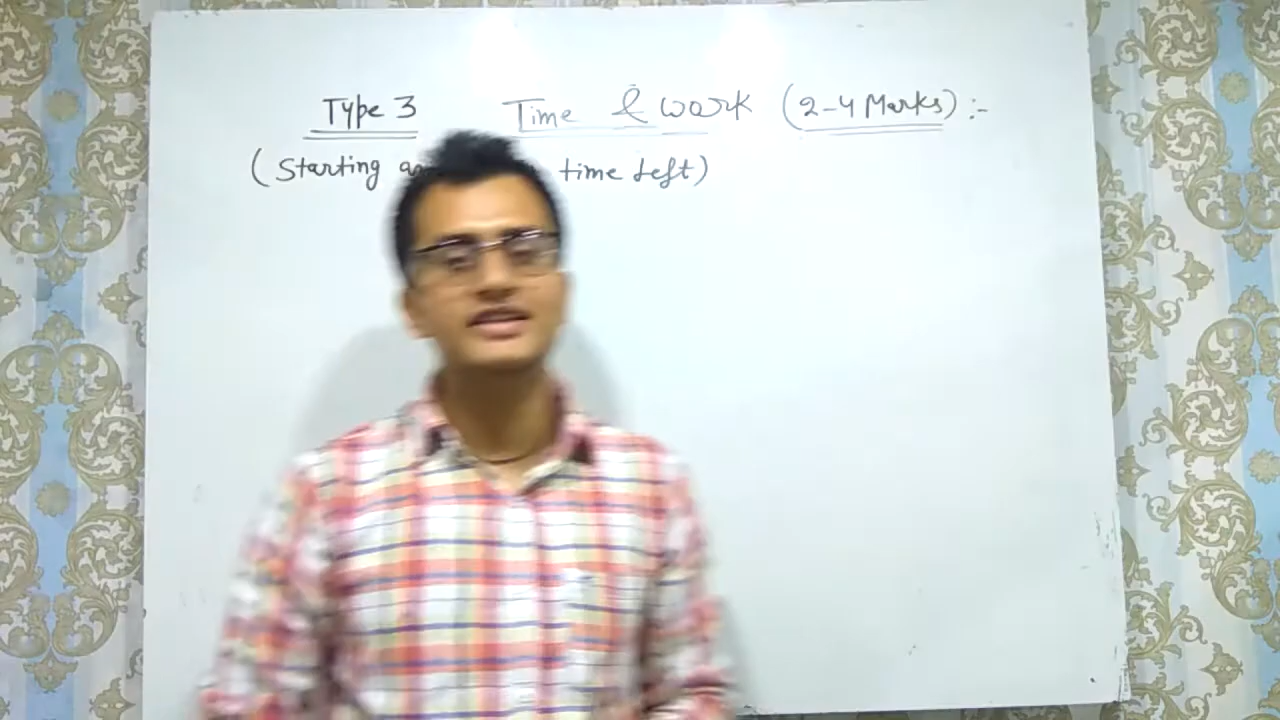 Type 3 Time & work (2-4 Marks) :-
(Starting time left)